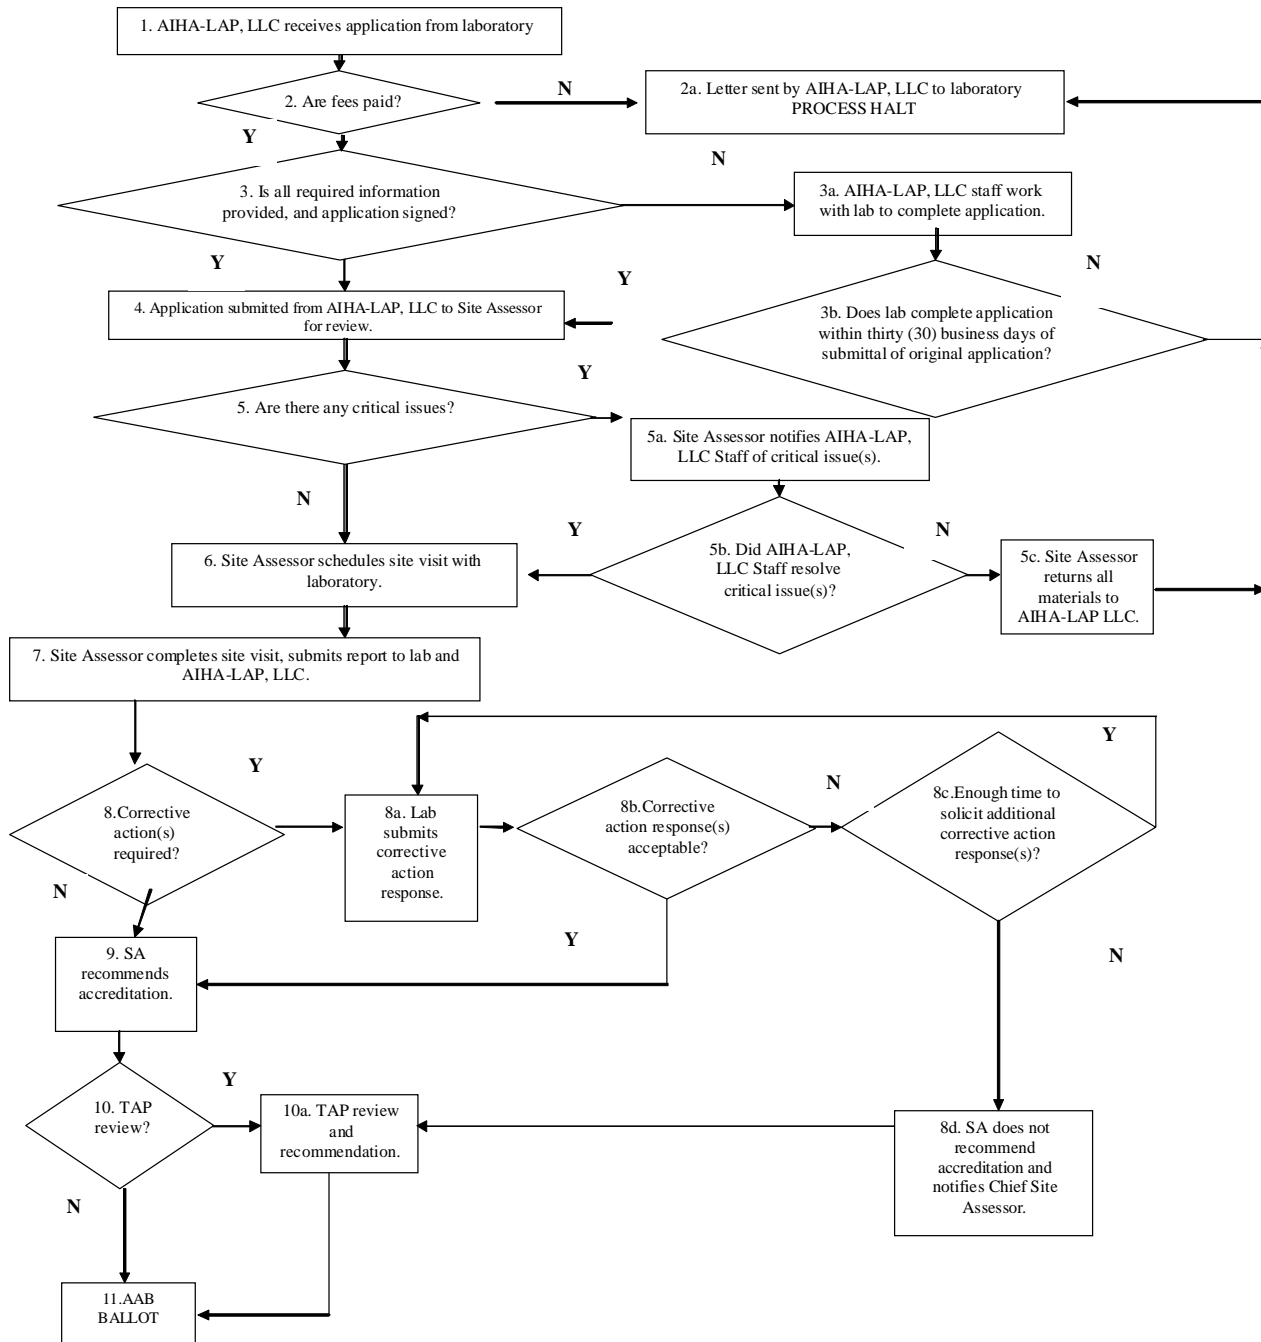 1. AIHA-LAP, LLC receives application from laboratory
2. Are fees paid?
N
2a. Letter sent by AIHA-LAP, LLC to laboratory
PROCESS HALT
Y
N
3. Is all required information
provided, and application signed?
3a. AIHA-LAP, LLC staff work
with lab to complete application.
Y
Y
N
4. Application submitted from AIHA-LAP, LLC to Site Assessor
for review.
3b. Does lab complete application
within thirty (30) business days of
submittal of original application?
Y
5. Are there any critical issues?
5a. Site Assessor notifies AIHA-LAP,
LLC Staff of critical issue(s).
N
Y
N
6. Site Assessor schedules site visit with
laboratory.
5b. Did AIHA-LAP,
LLC Staff resolve
critical issue(s)?
5c. Site Assessor
returns all
materials to
AIHA-LAP LLC.
7. Site Assessor completes site visit, submits report to lab and
AIHA-LAP, LLC.
Y
N
Y
8.Corrective
action(s)
required?
8a. Lab
submits
corrective
action
response.
8b.Corrective
action response(s)
acceptable?
8c.Enough time to
solicit additional
corrective action
response(s)?
N
Y
N
9. SA
recommends
accreditation.
10. TAP
review?
Y
10a. TAP review
and
recommendation.
8d. SA does not
recommend
accreditation and
notifies Chief Site
Assessor.
N
11.AAB
BALLOT